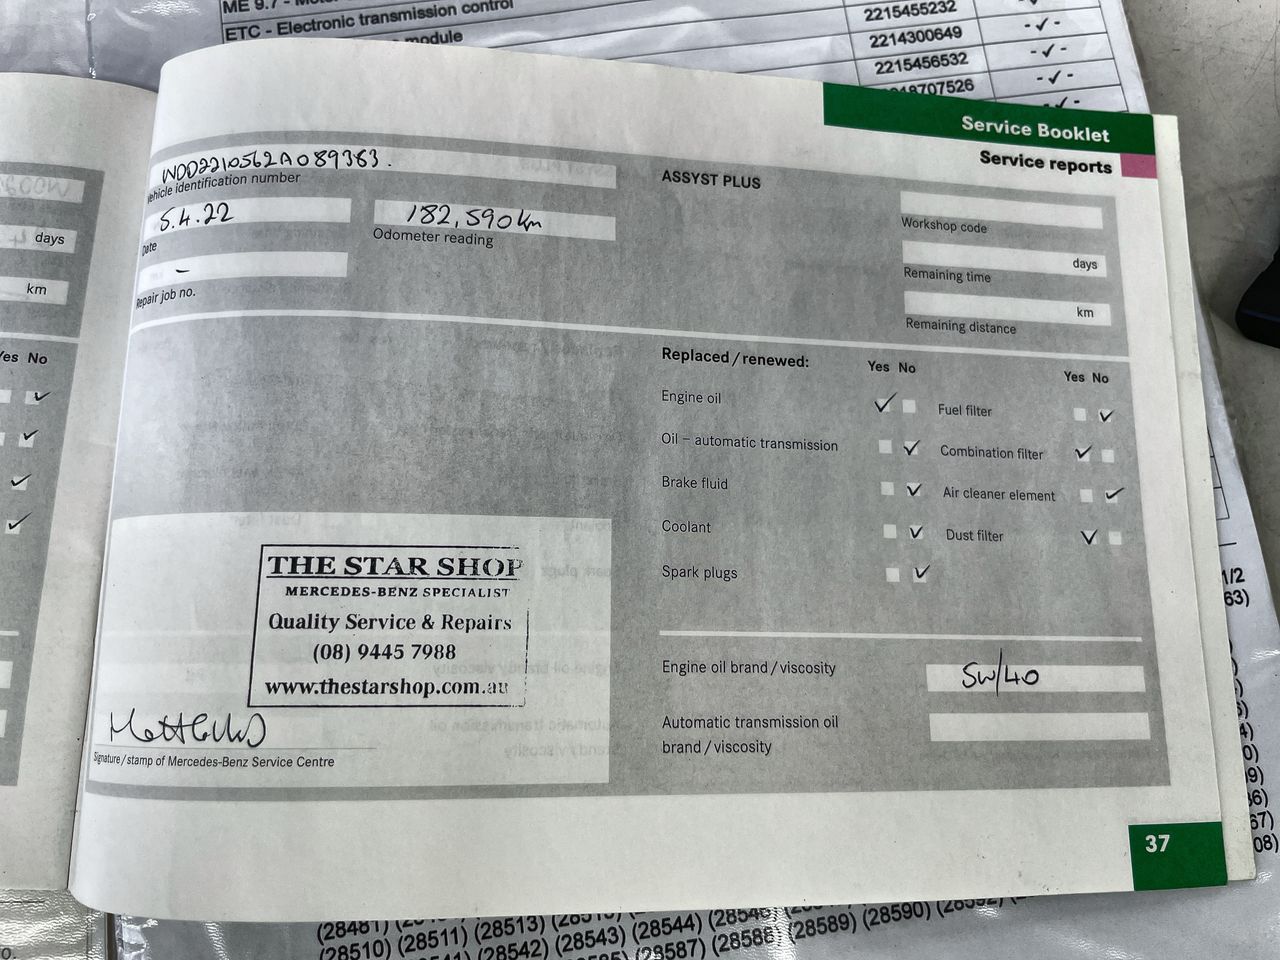 ETC - Electronic transmission control
module
2215455232
2214300649
2215456532
8707526
-✓-
-✓-
-✓-
Service Booklet
Service reports
WDD2210562A089383.
Vehicle identification number
5.4.22
Date
182,590km
Odometer reading
-
Repair job no.
ASSYST PLUS
Workshop code
days
Remaining time
km
Remaining distance
days
km
Yes No
Replaced / renewed:
Yes No
Yes No
Engine oil ✓
Fuel filter ✓
Oil – automatic transmission ✓
Combination filter ✓
Brake fluid ✓
Air cleaner element ✓
Coolant ✓
Dust filter ✓
Spark plugs ✓
THE STAR SHOP
MERCEDES-BENZ SPECIALIST
Quality Service & Repairs
(08) 9445 7988
www.thestarshop.com.au
Signature / stamp of Mercedes-Benz Service Centre
Engine oil brand / viscosity
5w/40
Automatic transmission oil
brand / viscosity
37
(28481) (28513) (28544)
(28510) (28511) (28542) (28543) (28587) (28588) (28589) (28590)